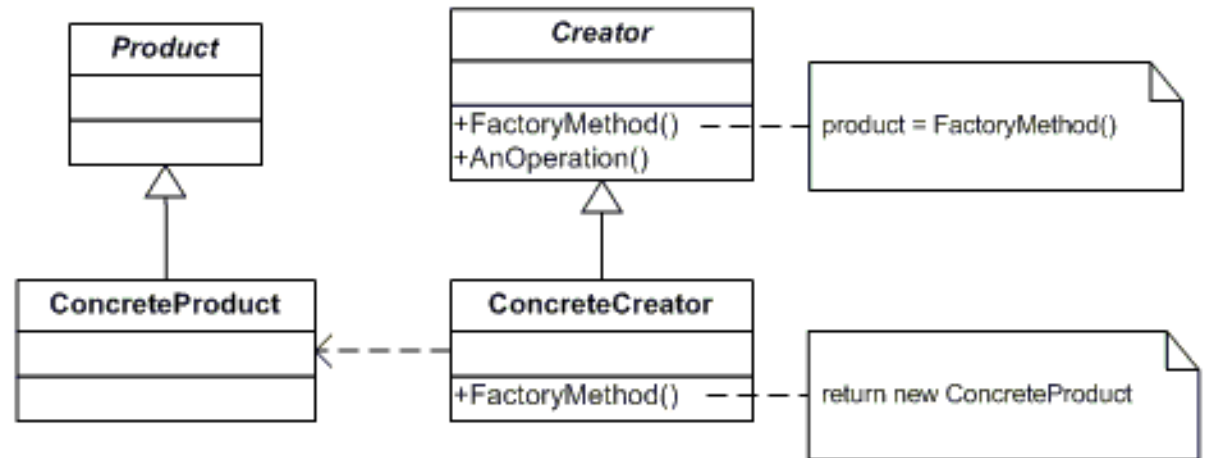 Product
Creator
+FactoryMethod()
+AnOperation()
product = FactoryMethod()
ConcreteProduct
ConcreteCreator
+FactoryMethod()
return new ConcreteProduct